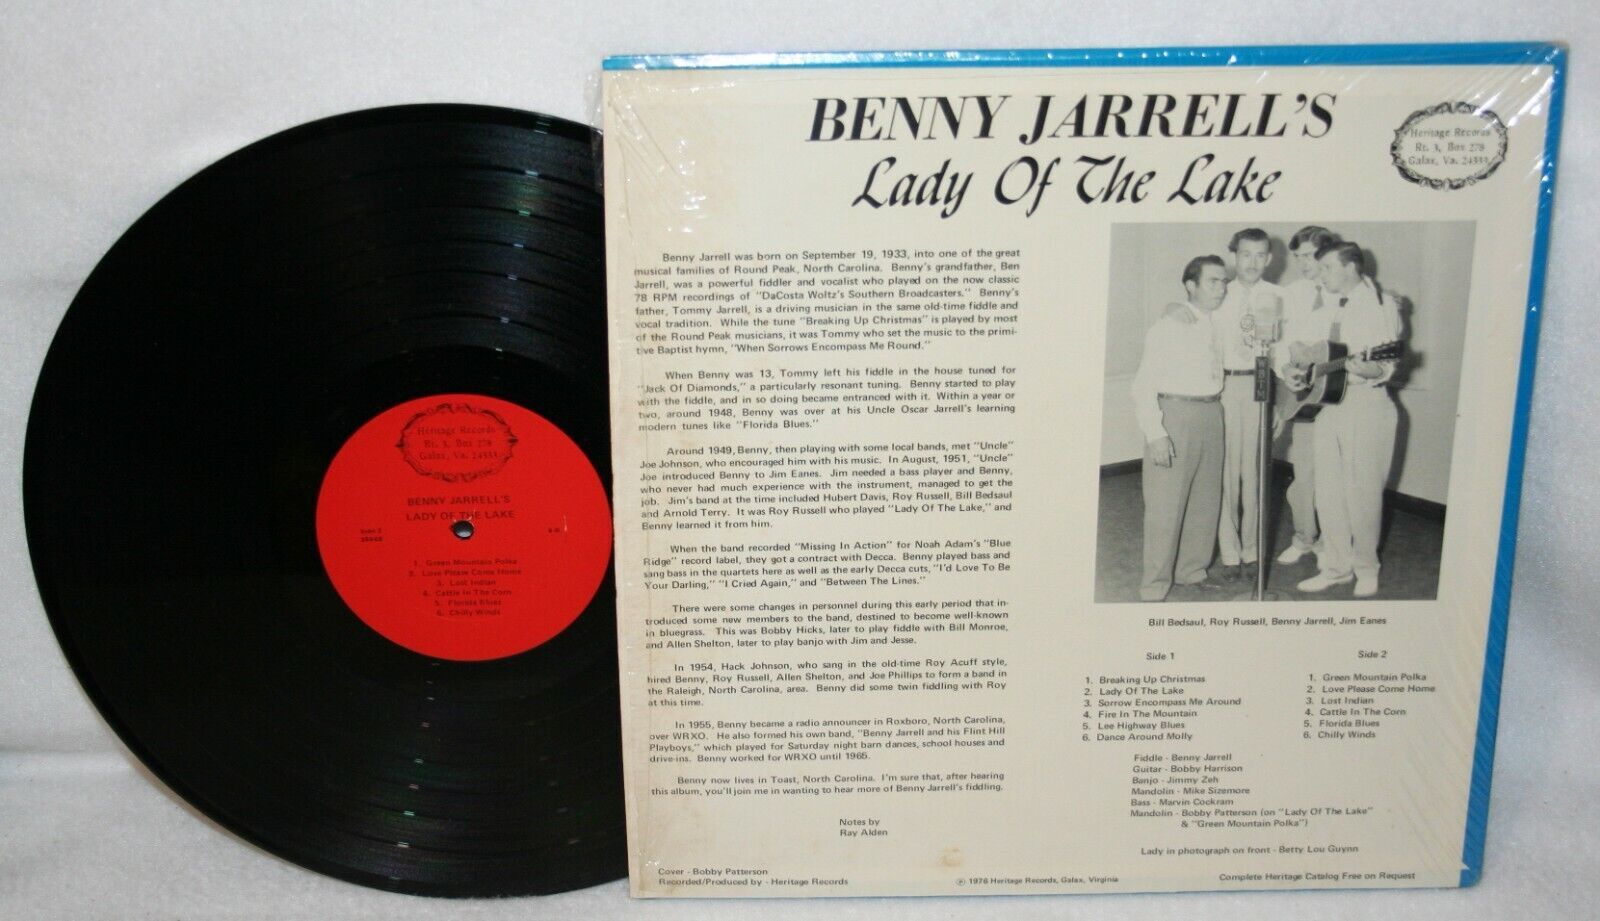 Heritage Records
Rt. 3, Box 278
Galax, Va. 24333
BENNY JARRELL'S
LADY OF THE LAKE
Side 2
1. Green Mountain Polka
2. Love Please Come Home
3. Lost Indian
4. Cattle In The Corn
5. Florida Blues
6. Chilly Winds
BENNY JARRELL'S
Lady Of The Lake
Heritage Records
Rt. 3, Box 278
Galax, Va. 24333
Benny Jarrell was born on September 19, 1933, into one of the great
musical families of Round Peak, North Carolina. Benny's grandfather, Ben
Jarrell, was a powerful fiddler and vocalist who played on the now classic
78 RPM recordings of "DaCosta Woltz's Southern Broadcasters." Benny's
father, Tommy Jarrell, is a driving musician in the same old-time fiddle and
vocal tradition. While the tune "Breaking Up Christmas" is played by most
of the Round Peak musicians, it was Tommy who set the music to the primi-
tive Baptist hymn, "When Sorrows Encompass Me Round."
When Benny was 13, Tommy left his fiddle in the house tuned for
"Jack Of Diamonds," a particularly resonant tuning. Benny started to play
with the fiddle, and in so doing became entranced with it. Within a year or
two, around 1948, Benny was over at his Uncle Oscar Jarrell's learning
modern tunes like "Florida Blues."
Around 1949, Benny, then playing with some local bands, met "Uncle"
Joe Johnson, who encouraged him with his music. In August, 1951, "Uncle"
Joe introduced Benny to Jim Eanes. Jim needed a bass player and Benny,
who never had much experience with the instrument, managed to get the
job. Jim's band at the time included Hubert Davis, Roy Russell, Bill Bedsaul
and Arnold Terry. It was Roy Russell who played "Lady Of The Lake," and
Benny learned it from him.
When the band recorded "Missing In Action" for Noah Adam's "Blue
Ridge" record label, they got a contract with Decca. Benny played bass and
sang bass in the quartets here as well as the early Decca cuts, "I'd Love To Be
Your Darling," "I Cried Again," and "Between The Lines."
There were some changes in personnel during this early period that in-
troduced some new members to the band, destined to become well-known
in bluegrass. This was Bobby Hicks, later to play fiddle with Bill Monroe,
and Allen Shelton, later to play banjo with Jim and Jesse.
In 1954, Hack Johnson, who sang in the old-time Roy Acuff style,
hired Benny, Roy Russell, Allen Shelton, and Joe Phillips to form a band in
the Raleigh, North Carolina, area. Benny did some twin fiddling with Roy
at this time.
In 1955, Benny became a radio announcer in Roxboro, North Carolina,
over WRXO. He also formed his own band, "Benny Jarrell and his Flint Hill
Playboys," which played for Saturday night barn dances, school houses and
drive-ins. Benny worked for WRXO until 1965.
Benny now lives in Toast, North Carolina. I'm sure that, after hearing
this album, you'll join me in wanting to hear more of Benny Jarrell's fiddling.
Notes by
Ray Alden
Cover - Bobby Patterson
Recorded/Produced by - Heritage Records
Bill Bedsaul, Roy Russell, Benny Jarrell, Jim Eanes
Side 1
1. Breaking Up Christmas
2. Lady Of The Lake
3. Sorrow Encompass Me Around
4. Fire In The Mountain
5. Lee Highway Blues
6. Dance Around Molly
Side 2
1. Green Mountain Polka
2. Love Please Come Home
3. Lost Indian
4. Cattle In The Corn
5. Florida Blues
6. Chilly Winds
Fiddle - Benny Jarrell
Guitar - Bobby Harrison
Banjo - Jimmy Zeh
Mandolin - Mike Sizemore
Bass - Marvin Cockram
Mandolin - Bobby Patterson (on "Lady Of The Lake"
& "Green Mountain Polka")
Lady in photograph on front - Betty Lou Guynn
℗ 1976 Heritage Records, Galax, Virginia
Complete Heritage Catalog Free on Request